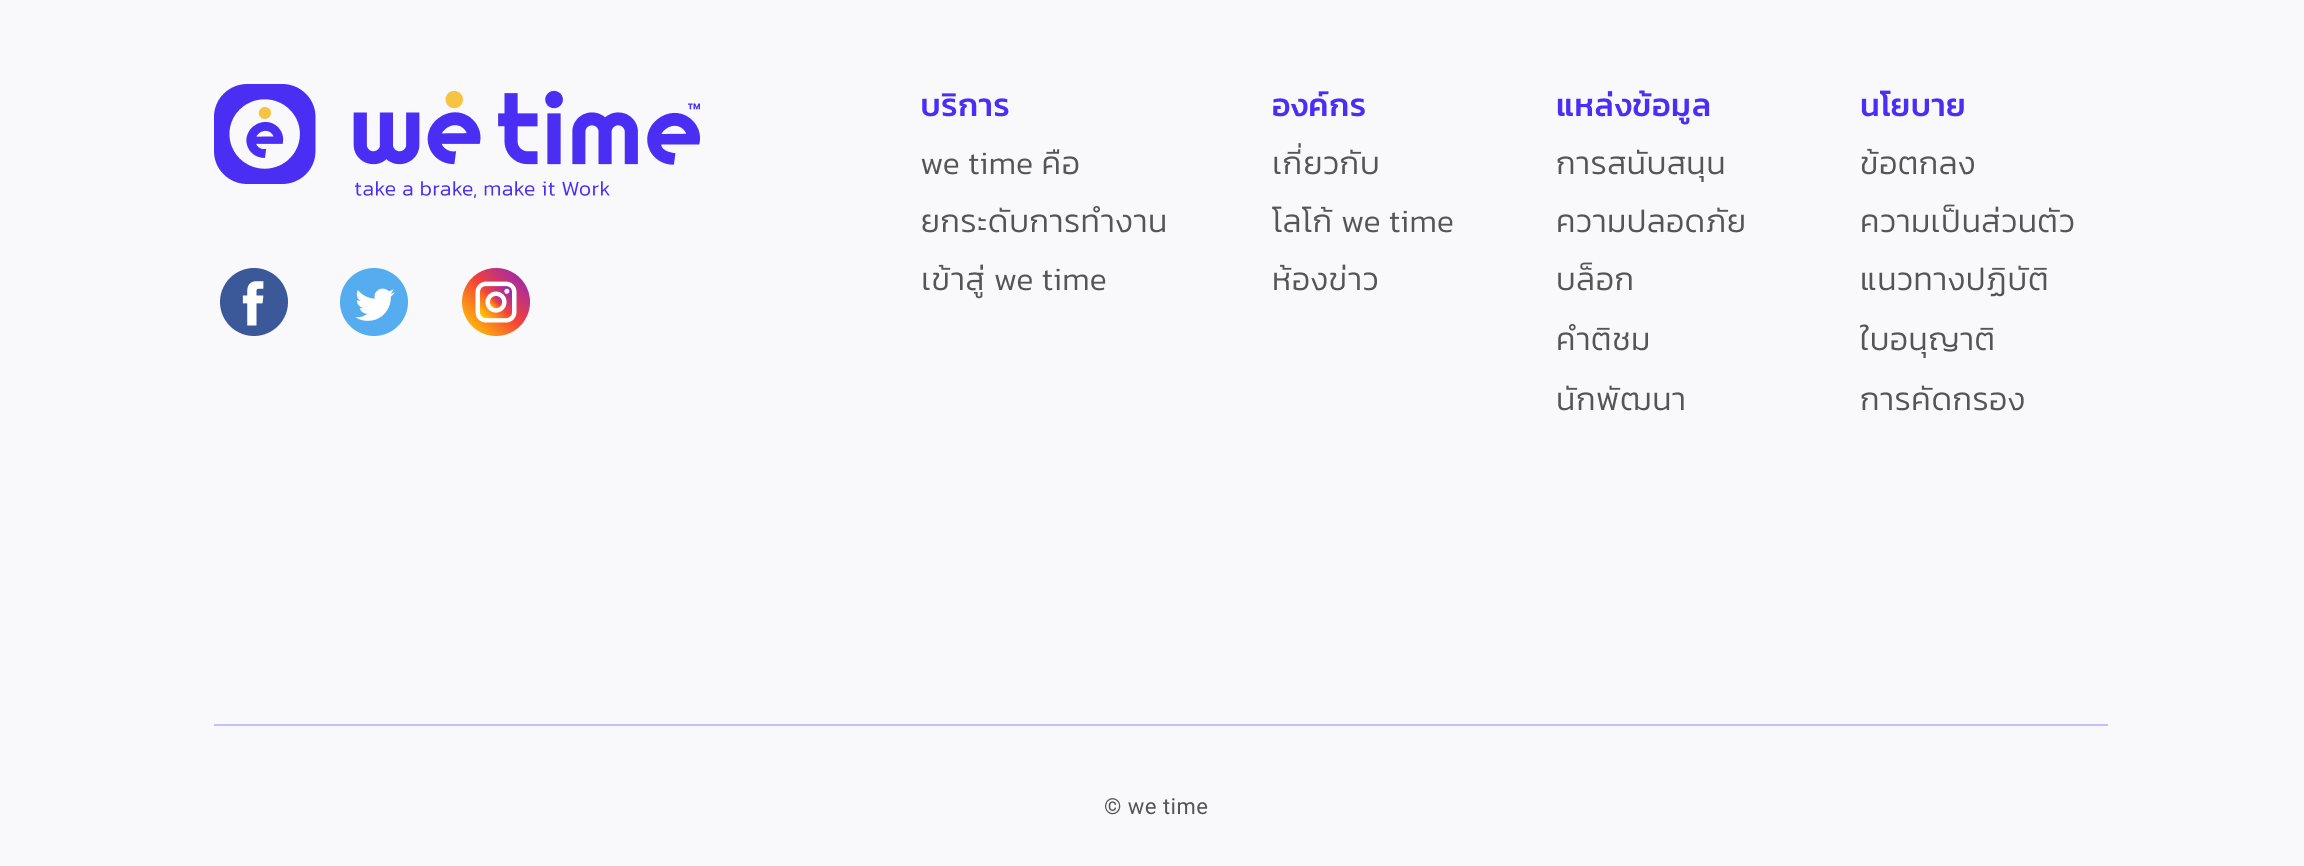 we time™
take a brake, make it Work
บริการ
we time คือ
ยกระดับการทำงาน
เข้าสู่ we time
องค์กร
เกี่ยวกับ
โลโก้ we time
ห้องข่าว
แหล่งข้อมูล
การสนับสนุน
ความปลอดภัย
บล็อก
คำติชม
นักพัฒนา
นโยบาย
ข้อตกลง
ความเป็นส่วนตัว
แนวทางปฏิบัติ
ใบอนุญาติ
การคัดกรอง
© we time